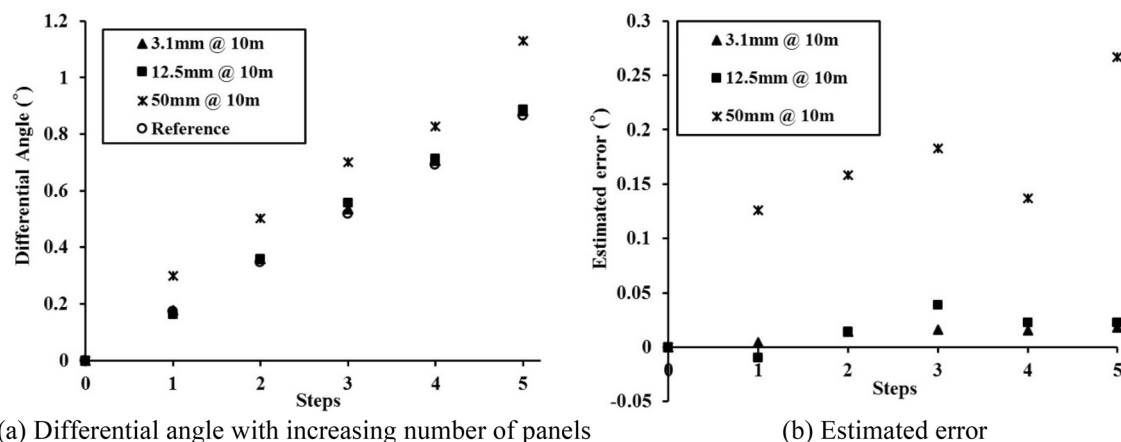 1.2
1
0.8
0.6
0.4
0.2
0
Differential Angle (°)
3.1mm @ 10m
12.5mm @ 10m
50mm @ 10m
Reference
0 1 2 3 4 5
Steps
(a) Differential angle with increasing number of panels
0.3
0.25
0.2
0.15
0.1
0.05
0
-0.05
Estimated error (°)
3.1mm @ 10m
12.5mm @ 10m
50mm @ 10m
0 1 2 3 4 5
Steps
(b) Estimated error